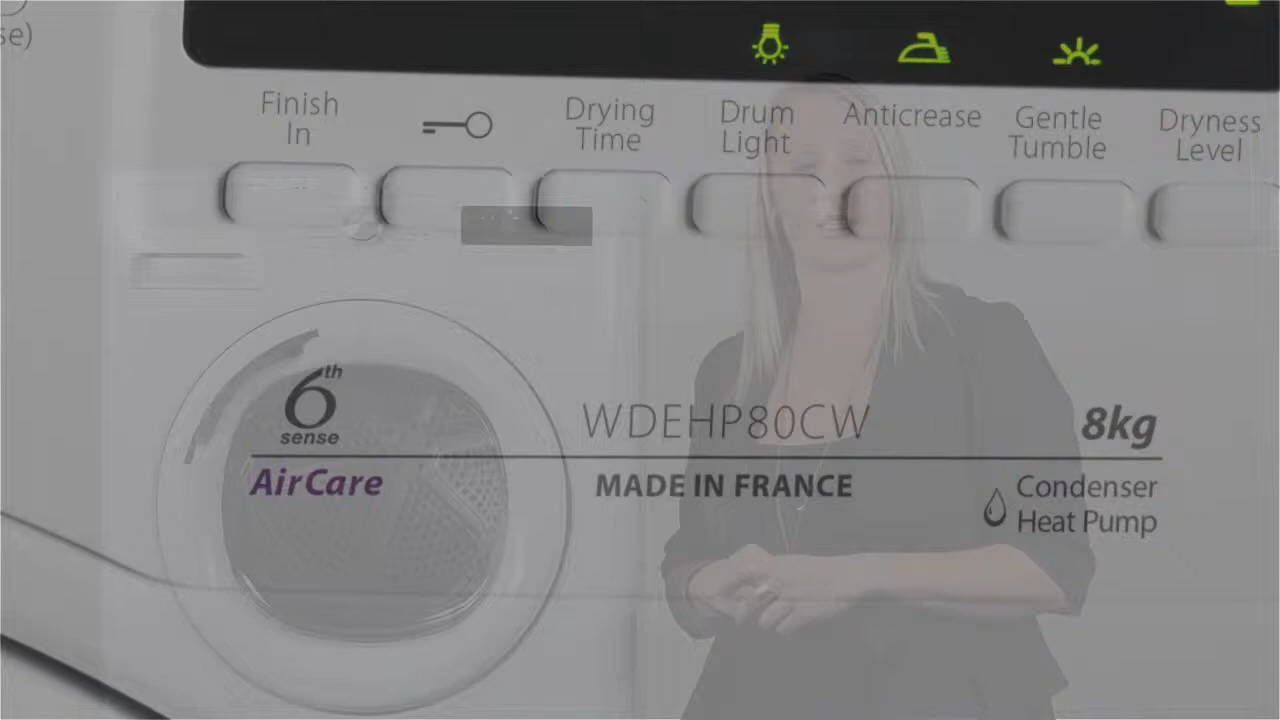 se)
Finish
In
Drying
Time
Drum
Light
Anticrease
Gentle
Tumble
Dryness
Level
6th
sense
AirCare
WDEHP80CW
MADE IN FRANCE
8kg
Condenser
Heat Pump